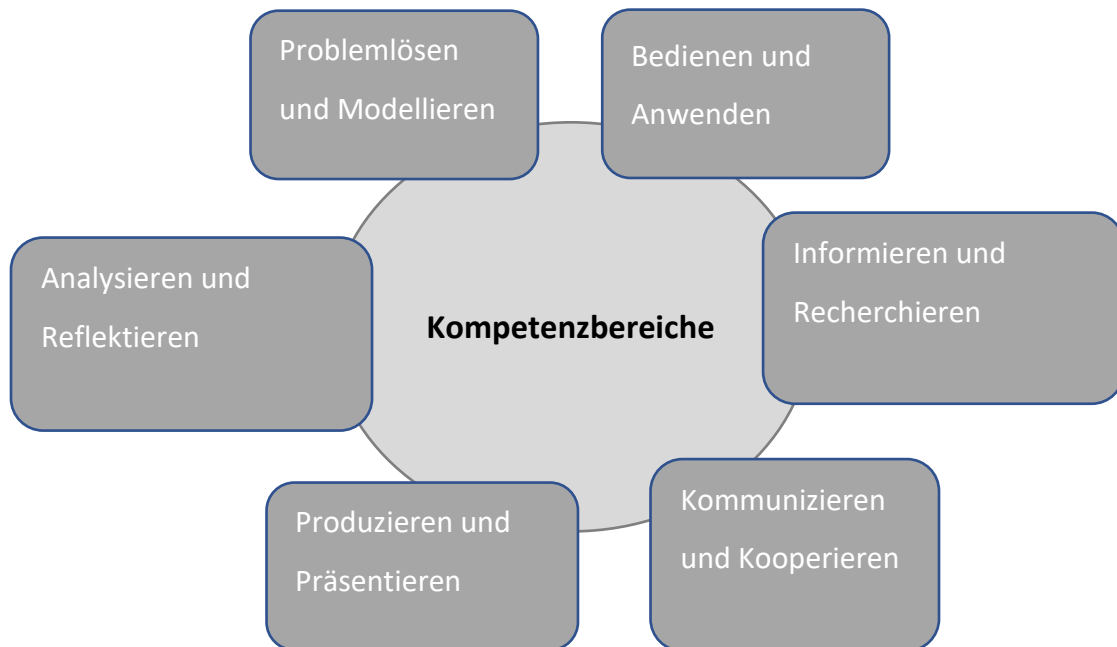 Problemlösen
und Modellieren
Bedienen und
Anwenden
Analysieren und
Reflektieren
Kompetenzbereiche
Informieren und
Recherchieren
Produzieren und
Präsentieren
Kommunizieren
und Kooperieren